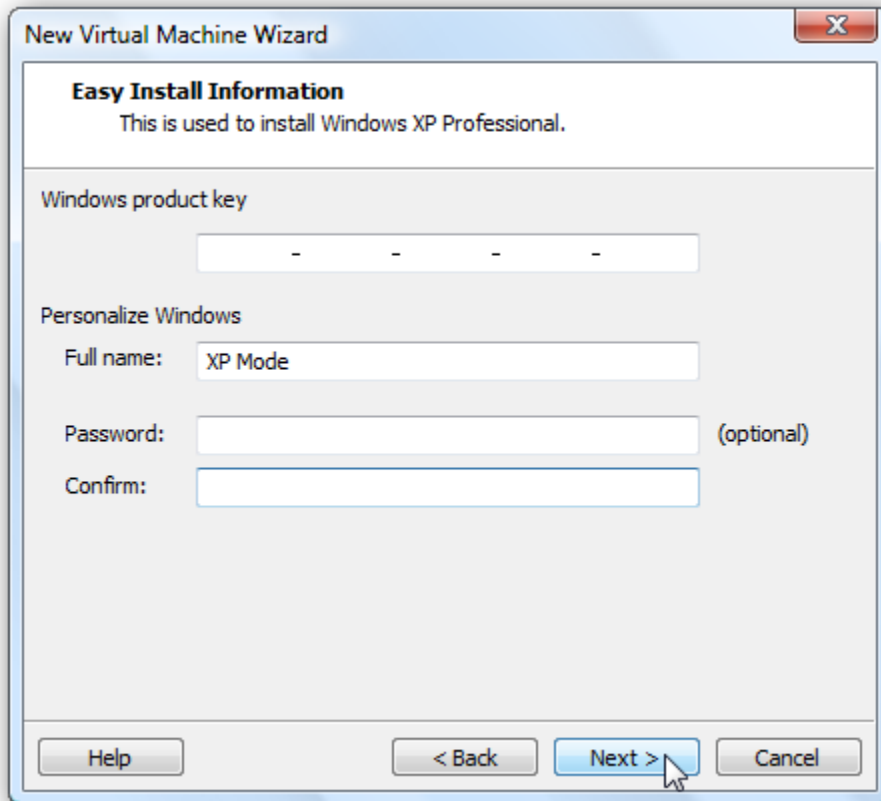 New Virtual Machine Wizard
Easy Install Information
This is used to install Windows XP Professional.
Windows product key
- - - -
Personalize Windows
Full name: XP Mode
Password: (optional)
Confirm:
Help < Back Next > Cancel